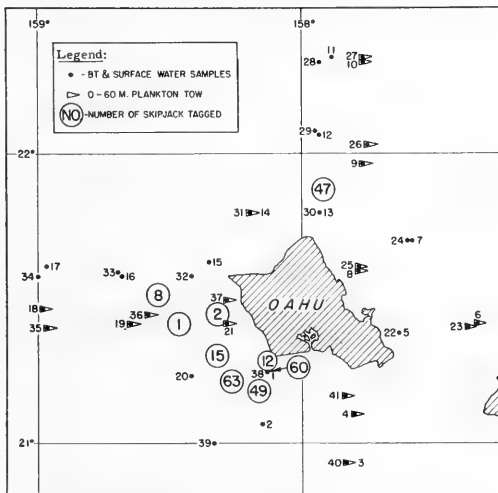 159° 158°
Legend:
• - BT & SURFACE WATER SAMPLES
0-60 M. PLANKTON TOW
NO - NUMBER OF SKIPJACK TAGGED
11
28 27
10
29 12
22° 26
9
47
31 14 30 13
24 7
15 25
17 33 8
34 16 32
8 37 OAHU
18 36 2 6
19 1 21 22 5 23
35
15 12 60
20 63 38 1
49 41
2 4
21° 39
40 3